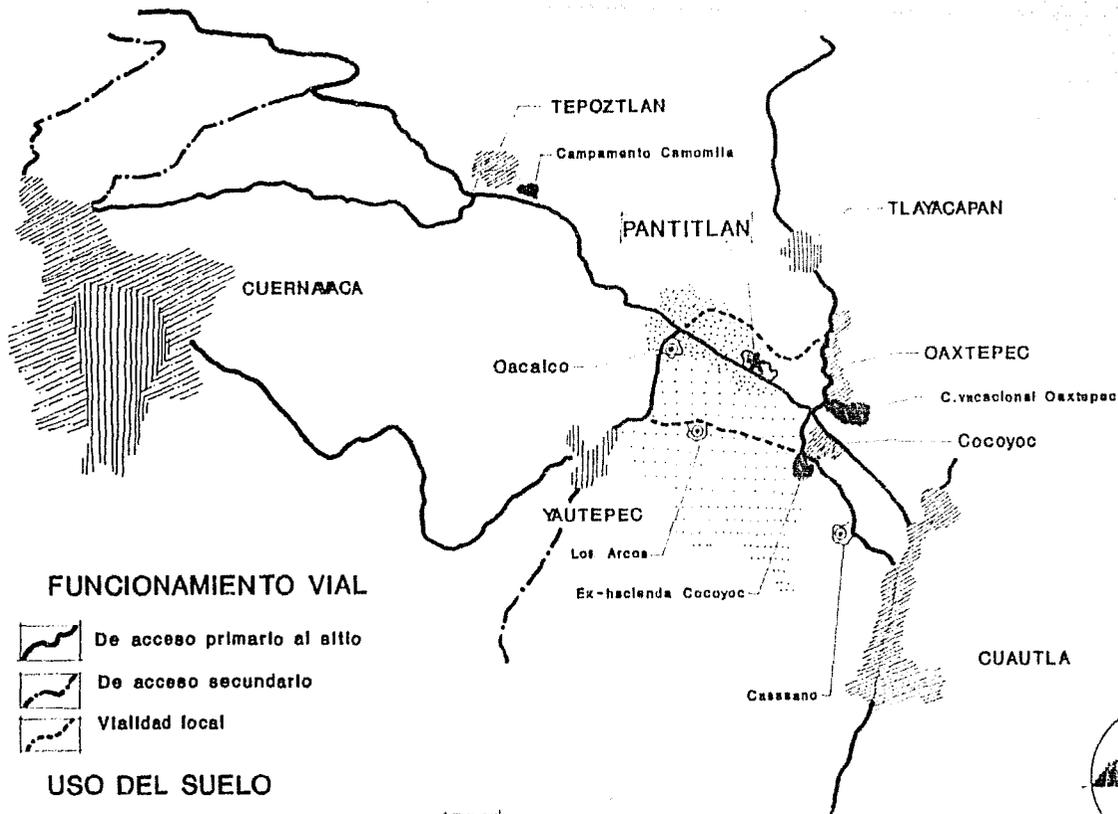 TEPOZTLAN
Campamento Camomila
TLAYACAPAN
PANTITLAN
CUERNAVACA
Oacalco
OAXTEPEC
C.vacacional Oaxtepec
Cocoyoc
YAUTEPEC
Los Arcos
Ex-hacienda Cocoyoc
FUNCIONAMIENTO VIAL
De acceso primario al sitio
De acceso secundario
Vialidad local
CUAUTLA
Casasano
USO DEL SUELO